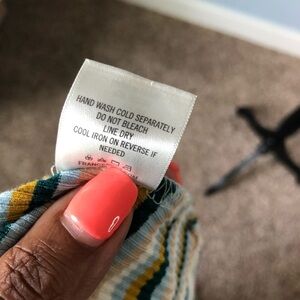 HAND WASH COLD SEPARATELY
DO NOT BLEACH
LINE DRY
COOL IRON ON REVERSE IF
NEEDED